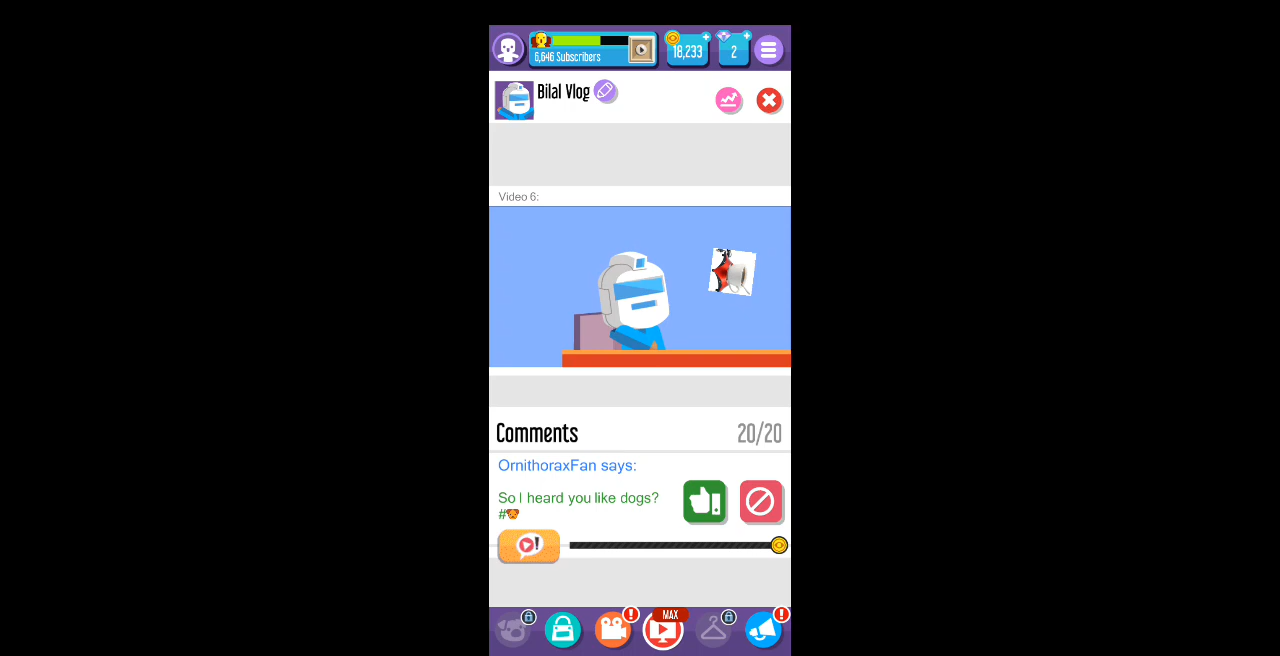 6,646 Subscribers
18,233
2
Bilal Vlog
Video 6:
Comments
20/20
OrnithoraxFan says:
So I heard you like dogs?
#🐶
!
!
MAX
!